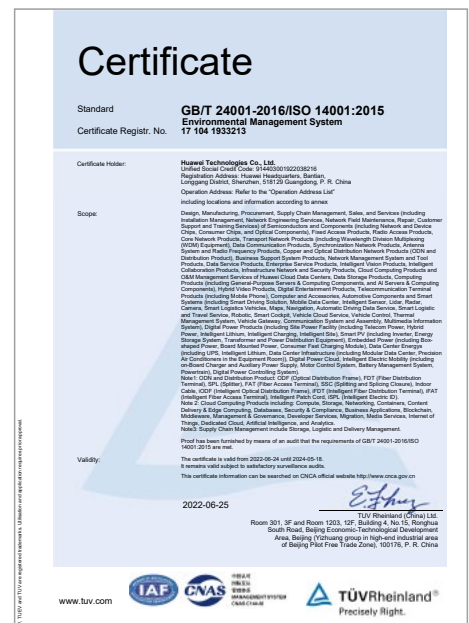 Certificate
Standard
GB/T 24001-2016/ISO 14001:2015
Environmental Management System
Certificate Registr. No.
17 104 1933213
Certificate Holder:
Huawei Technologies Co., Ltd.
Unified Social Credit Code: 914403001922038216
Registration Address: Huawei Headquarters, Bantian,
Longgang District, Shenzhen, 518129 Guangdong, P. R. China
Operation Address: Refer to the "Operation Address List"
including locations and information according to annex
Scope:
Design, Manufacturing, Procurement, Supply Chain Management, Sales, and Services (including
Installation Management, Network Engineering Services, Network Field Maintenance, Repair, Customer
Support and Training Services) of Semiconductors and Components (including Network and Device
Chips, Consumer Chips, and Optical Components), Fixed Access Products, Radio Access Products,
Core Network Products, Transport Network Products (including Wavelength Division Multiplexing
(WDM) Equipment), Data Communication Products, Synchronization Network Products, Antenna
System and Radio Frequency Products, Copper and Optical Distribution Network Products (ODN and
Distribution Product), Business Support System Products, Network Management System and Tool
Products, Data Service Products, Enterprise Service Products, Intelligent Vision Products, Intelligent
Collaboration Products, Infrastructure Network and Security Products, Cloud Computing Products and
O&M Management Services of Huawei Cloud Data Centers, Data Storage Products, Computing
Products (including General-Purpose Servers & Computing Components, and AI Servers & Computing
Components), Hybrid Video Products, Digital Entertainment Products, Telecommunication Terminal
Products (including Mobile Phone), Computer and Accessories, Automotive Components and Smart
Systems (including Smart Driving Solution, Mobile Data Center, Intelligent Sensor, Lidar, Radar,
Camera, Smart Logistics Vehicles, Maps, Navigation, Automatic Driving Data Service, Smart Logistic
and Travel Service, Robotic, Smart Cockpit, Vehicle Cloud Service, Vehicle Control, Thermal
Management System, Vehicle Gateway, Communication System and Assembly, Multimedia Information
System), Digital Power Products (including Site Power Facility (including Telecom Power, Hybrid
Power, Intelligent Lithium, Intelligent Charging, Intelligent Site), Smart PV (including Inverter, Energy
Storage System, Transformer and Power Distribution Equipment), Embedded Power (including Box-
shaped Power, Board Mounted Power, Consumer Fast Charging Module), Data Center Energys
(including UPS, Intelligent Lithium, Data Center Infrastructure (including Modular Data Center, Precision
Air Conditioners in the Equipment Room)), Digital Power Cloud, Intelligent Electric Mobility (including
on-Board Charger and Auxiliary Power Supply, Motor Control System, Battery Management System,
Powertrain), Digital Power Controlling System).
Note1: ODN and Distribution Product: ODF (Optical Distribution Frame), FDT (Fiber Distribution
Terminal), SPL (Splitter), FAT (Fiber Access Terminal), SSC (Splitting and Splicing Closure), Indoor
Cable, iODF (Intelligent Optical Distribution Frame), iFDT (Intelligent Fiber Distribution Terminal), iFAT
(Intelligent Fiber Access Terminal), Intelligent Patch Cord, iSPL (Intelligent Electric ID).
Note 2: Cloud Computing Products including: Compute, Storage, Networking, Containers, Content
Delivery & Edge Computing, Databases, Security & Compliance, Business Applications, Blockchain,
Middleware, Management & Governance, Developer Services, Migration, Media Services, Internet of
Things, Dedicated Cloud, Artificial Intelligence, and Analytics.
Note3: Supply Chain Management include Storage, Logistic and Delivery Management.
Proof has been furnished by means of an audit that the requirements of GB/T 24001-2016/ISO
14001:2015 are met.
Validity:
The certificate is valid from 2022-06-24 until 2024-05-18.
It remains valid subject to satisfactory surveillance audits.
This certificate information can be searched on CNCA official website http://www.cnca.gov.cn
2022-06-25
TÜV Rheinland (China) Ltd.
Room 301, 3F and Room 1203, 12F, Building 4, No.15, Ronghua
South Road, Beijing Economic-Technological Development
Area, Beijing (Yizhuang group in high-end industrial area
of Beijing Pilot Free Trade Zone), 100176, P. R. China
www.tuv.com
IAF
CNAS
MANAGEMENT SYSTEM
TÜVRheinland®
Precisely Right.
, TUEV and TUV are registered trademarks. Utilisation and application requires prior approval.